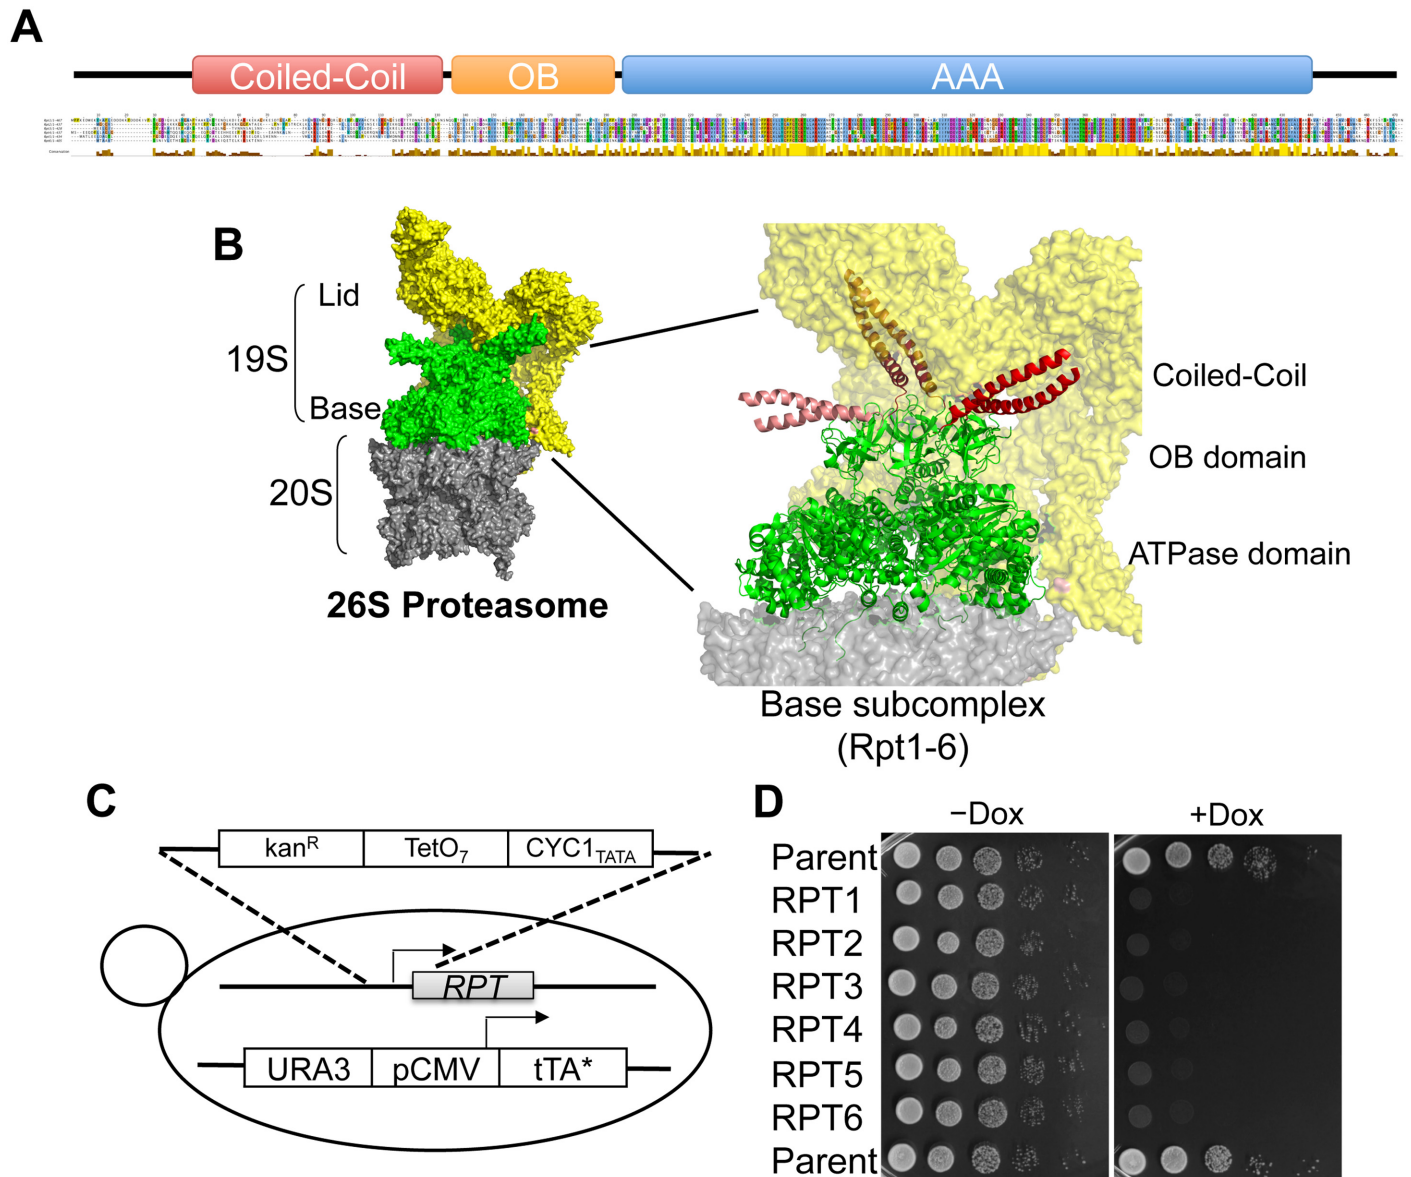 A
Coiled-Coil OB AAA
B
Lid
19S
Base
20S
26S Proteasome
Coiled-Coil
OB domain
ATPase domain
Base subcomplex
(Rpt1-6)
C
kanR TetO7 CYC1TATA
RPT
URA3 pCMV tTA*
D
−Dox +Dox
Parent
RPT1
RPT2
RPT3
RPT4
RPT5
RPT6
Parent